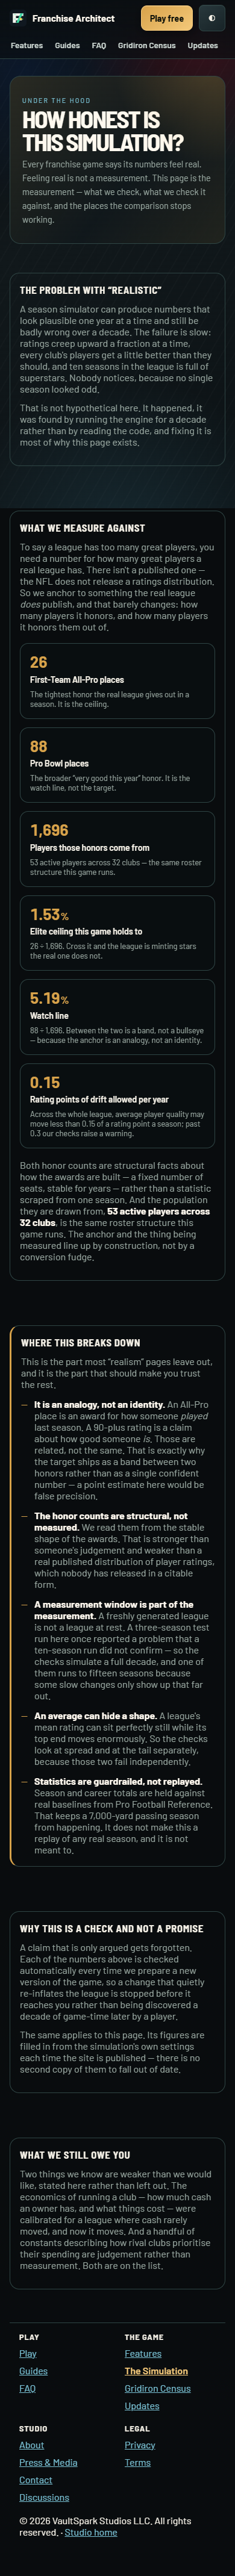 Franchise Architect
Play free
Features Guides FAQ Gridiron Census Updates
UNDER THE HOOD
HOW HONEST IS
THIS SIMULATION?
Every franchise game says its numbers feel real.
Feeling real is not a measurement. This page is the
measurement — what we check, what we check it
against, and the places the comparison stops
working.
THE PROBLEM WITH “REALISTIC”
A season simulator can produce numbers that
look plausible one year at a time and still be
badly wrong over a decade. The failure is slow:
ratings creep upward a fraction at a time,
every club's players get a little better than they
should, and ten seasons in the league is full of
superstars. Nobody notices, because no single
season looked odd.
That is not hypothetical here. It happened, it
was found by running the engine for a decade
rather than by reading the code, and fixing it is
most of why this page exists.
WHAT WE MEASURE AGAINST
To say a league has too many great players, you
need a number for how many great players a
real league has. There isn't a published one —
the NFL does not release a ratings distribution.
So we anchor to something the real league
does publish, and that barely changes: how
many players it honors, and how many players
it honors them out of.
26
First-Team All-Pro places
The tightest honor the real league gives out in a
season. It is the ceiling.
88
Pro Bowl places
The broader “very good this year” honor. It is the
watch line, not the target.
1,696
Players those honors come from
53 active players across 32 clubs — the same roster
structure this game runs.
1.53%
Elite ceiling this game holds to
26 ÷ 1,696. Cross it and the league is minting stars
the real one does not.
5.19%
Watch line
88 ÷ 1,696. Between the two is a band, not a bullseye
— because the anchor is an analogy, not an identity.
0.15
Rating points of drift allowed per year
Across the whole league, average player quality may
move less than 0.15 of a rating point a season; past
0.3 our checks raise a warning.
Both honor counts are structural facts about
how the awards are built — a fixed number of
seats, stable for years — rather than a statistic
scraped from one season. And the population
they are drawn from, 53 active players across
32 clubs, is the same roster structure this
game runs. The anchor and the thing being
measured line up by construction, not by a
conversion fudge.
WHERE THIS BREAKS DOWN
This is the part most “realism” pages leave out,
and it is the part that should make you trust
the rest.
— It is an analogy, not an identity. An All-Pro
place is an award for how someone played
last season. A 90-plus rating is a claim
about how good someone is. Those are
related, not the same. That is exactly why
the target ships as a band between two
honors rather than as a single confident
number — a point estimate here would be
false precision.
— The honor counts are structural, not
measured. We read them from the stable
shape of the awards. That is stronger than
someone's judgement and weaker than a
real published distribution of player ratings,
which nobody has released in a citable
form.
— A measurement window is part of the
measurement. A freshly generated league
is not a league at rest. A three-season test
run here once reported a problem that a
ten-season run did not confirm — so the
checks simulate a full decade, and one of
them runs to fifteen seasons because
some slow changes only show up that far
out.
— An average can hide a shape. A league's
mean rating can sit perfectly still while its
top end moves enormously. So the checks
look at spread and at the tail separately,
because those two fail independently.
— Statistics are guardrailed, not replayed.
Season and career totals are held against
real baselines from Pro Football Reference.
That keeps a 7,000-yard passing season
from happening. It does not make this a
replay of any real season, and it is not
meant to.
WHY THIS IS A CHECK AND NOT A PROMISE
A claim that is only argued gets forgotten.
Each of the numbers above is checked
automatically every time we prepare a new
version of the game, so a change that quietly
re-inflates the league is stopped before it
reaches you rather than being discovered a
decade of game-time later by a player.
The same applies to this page. Its figures are
filled in from the simulation's own settings
each time the site is published — there is no
second copy of them to fall out of date.
WHAT WE STILL OWE YOU
Two things we know are weaker than we would
like, stated here rather than left out. The
economics of running a club — how much cash
an owner has, and what things cost — were
calibrated for a league where cash rarely
moved, and now it moves. And a handful of
constants describing how rival clubs prioritise
their spending are judgement rather than
measurement. Both are on the list.
PLAY
Play
Guides
FAQ
THE GAME
Features
The Simulation
Gridiron Census
Updates
STUDIO
About
Press & Media
Contact
Discussions
LEGAL
Privacy
Terms
© 2026 VaultSpark Studios LLC. All rights
reserved. · Studio home